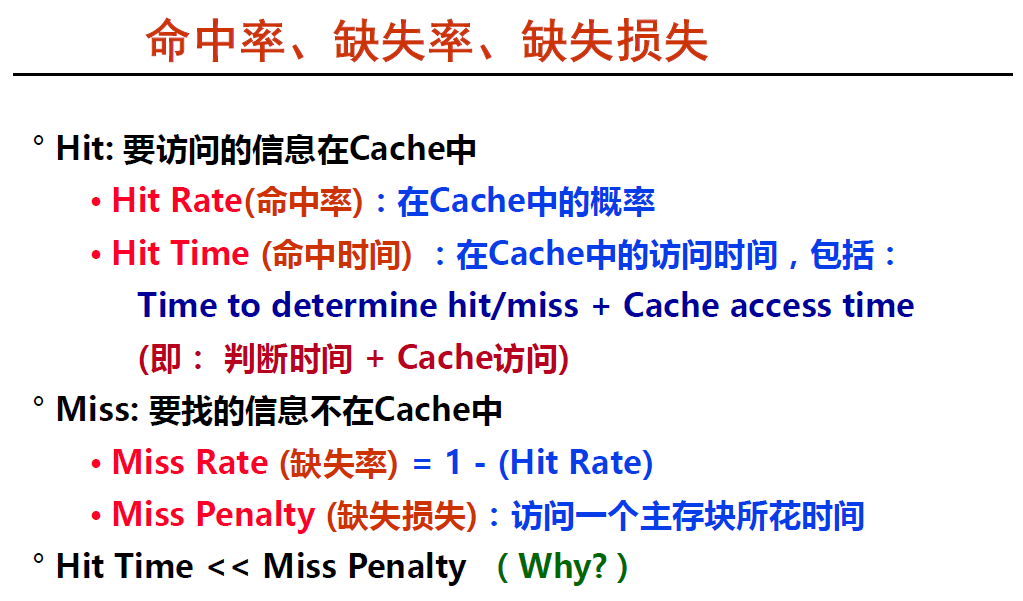 命中率、缺失率、缺失损失
° Hit: 要访问的信息在Cache中
• Hit Rate(命中率)：在Cache中的概率
• Hit Time (命中时间) ：在Cache中的访问时间，包括：
Time to determine hit/miss + Cache access time
(即： 判断时间 + Cache访问)
° Miss: 要找的信息不在Cache中
• Miss Rate (缺失率) = 1 - (Hit Rate)
• Miss Penalty (缺失损失)：访问一个主存块所花时间
° Hit Time << Miss Penalty （Why?）